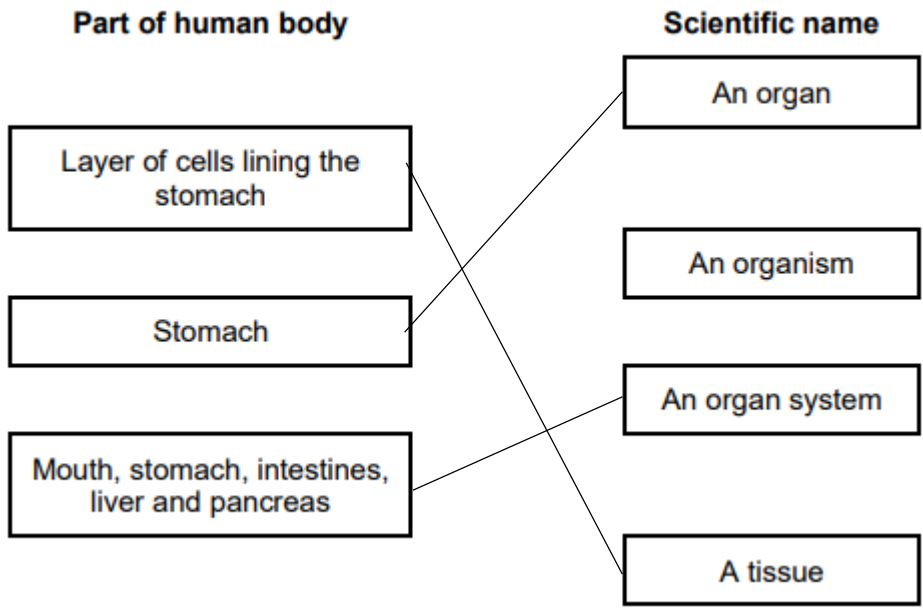 Part of human body
Scientific name
Layer of cells lining the
stomach
Stomach
Mouth, stomach, intestines,
liver and pancreas
An organ
An organism
An organ system
A tissue